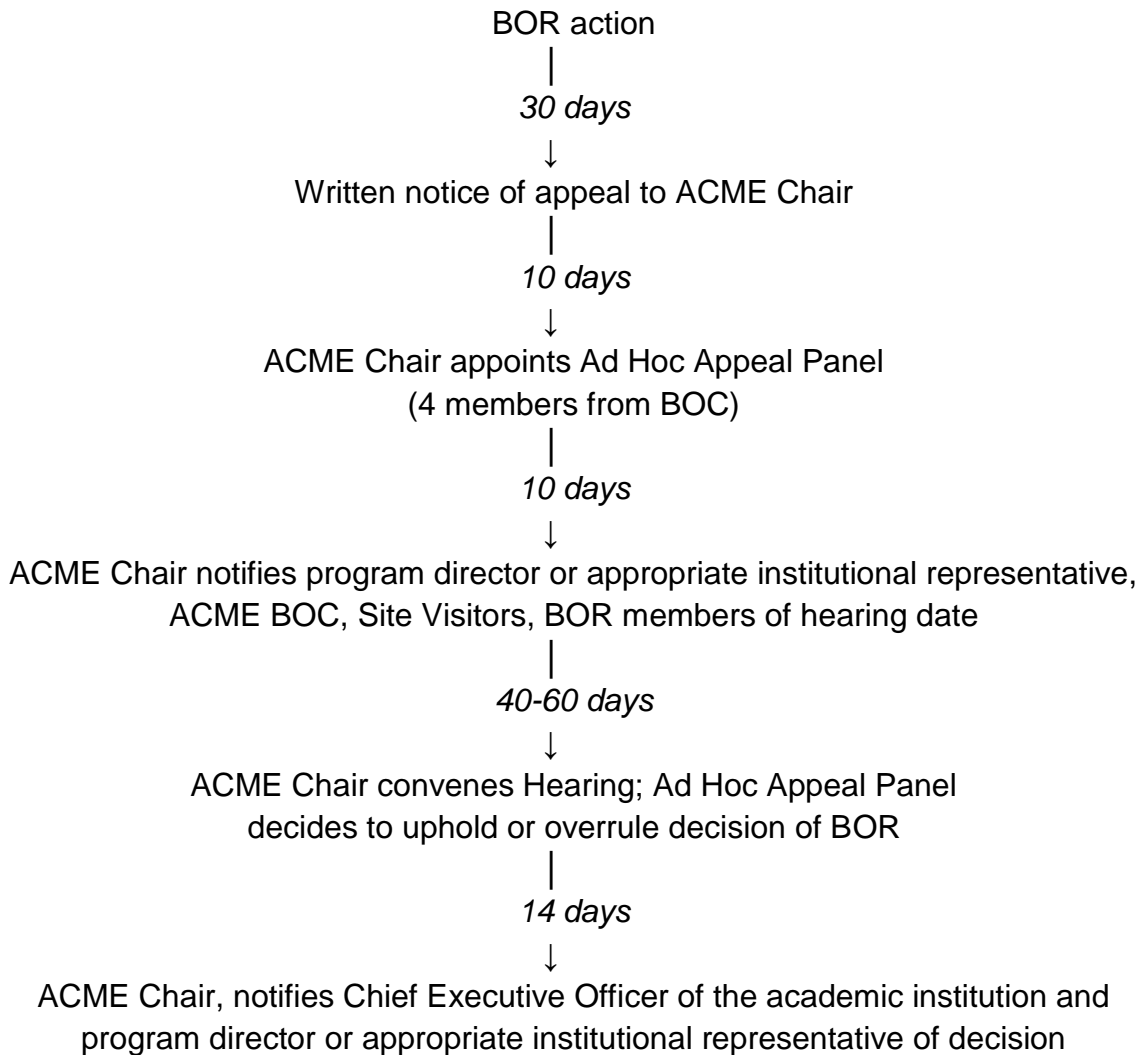 BOR action
30 days
↓
Written notice of appeal to ACME Chair
10 days
↓
ACME Chair appoints Ad Hoc Appeal Panel
(4 members from BOC)
10 days
↓
ACME Chair notifies program director or appropriate institutional representative,
ACME BOC, Site Visitors, BOR members of hearing date
40-60 days
↓
ACME Chair convenes Hearing; Ad Hoc Appeal Panel
decides to uphold or overrule decision of BOR
14 days
↓
ACME Chair, notifies Chief Executive Officer of the academic institution and
program director or appropriate institutional representative of decision